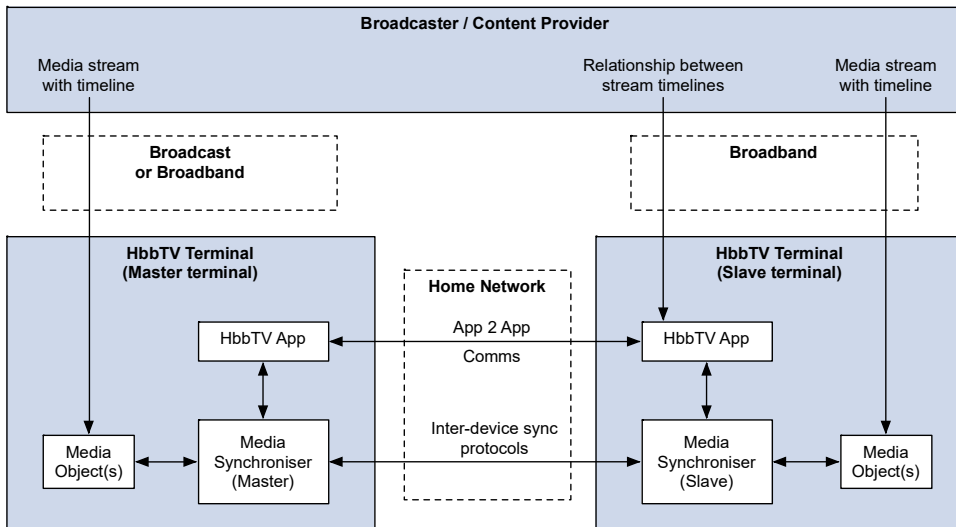 Broadcaster / Content Provider
Media stream
with timeline
Relationship between
stream timelines
Media stream
with timeline
Broadcast
or Broadband
Broadband
HbbTV Terminal
(Master terminal)
HbbTV Terminal
(Slave terminal)
Home Network
HbbTV App
App 2 App
Comms
HbbTV App
Media
Object(s)
Media
Synchroniser
(Master)
Inter-device sync
protocols
Media
Synchroniser
(Slave)
Media
Object(s)